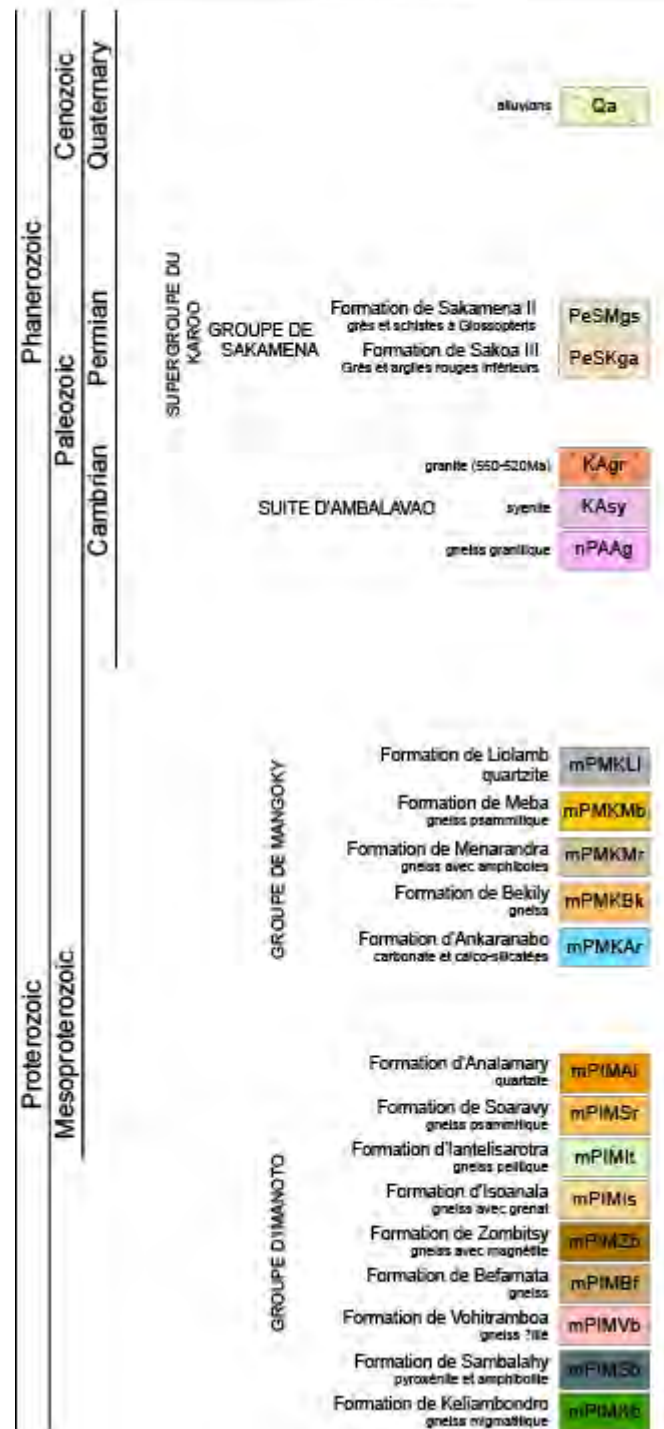 Phanerozoic
Cenozoic
Quaternary
alluvions Qa
Paleozoic
Permian
SUPERGROUPE DU
KAROO
GROUPE DE
SAKAMENA
Formation de Sakamena II
grès et schistes à Glossopteris
PeSMgs
Formation de Sakoa III
Grès et argiles rouges inférieurs
PeSKga
Cambrian
SUITE D'AMBALAVAO
granite (550-520Ma) KAgr
syenite KAsy
gneiss granitique nPAAg
Proterozoic
Mesoproterozoic
GROUPE DE MANGOKY
Formation de Liolamb
quartzite
Formation de Meba
gneiss psammitique
mPMKMb
Formation de Menarandra
gneiss avec amphiboles
mPMKMr
Formation de Bekily
gneiss
mPMKBk
Formation d'Ankaranabo
carbonate et calco-silicatées
mPMKAr
GROUPE D'IMANOTO
Formation d'Analamary
quartzite
Formation de Soaravy
gneiss psammitique
mPIMSr
Formation d'Iantelisarotra
gneiss pelitique
mPIMIt
Formation d'Isoanala
gneiss avec grenat
mPIMIs
Formation de Zombitsy
gneiss avec magnétite
mPIMZb
Formation de Befamata
gneiss
mPIMBf
Formation de Vohitramboa
gneiss
mPIMVb
Formation de Sambalahy
pyroxénite et amphibolite
mPIMSb
Formation de Keliambondro
gneiss migmatitique